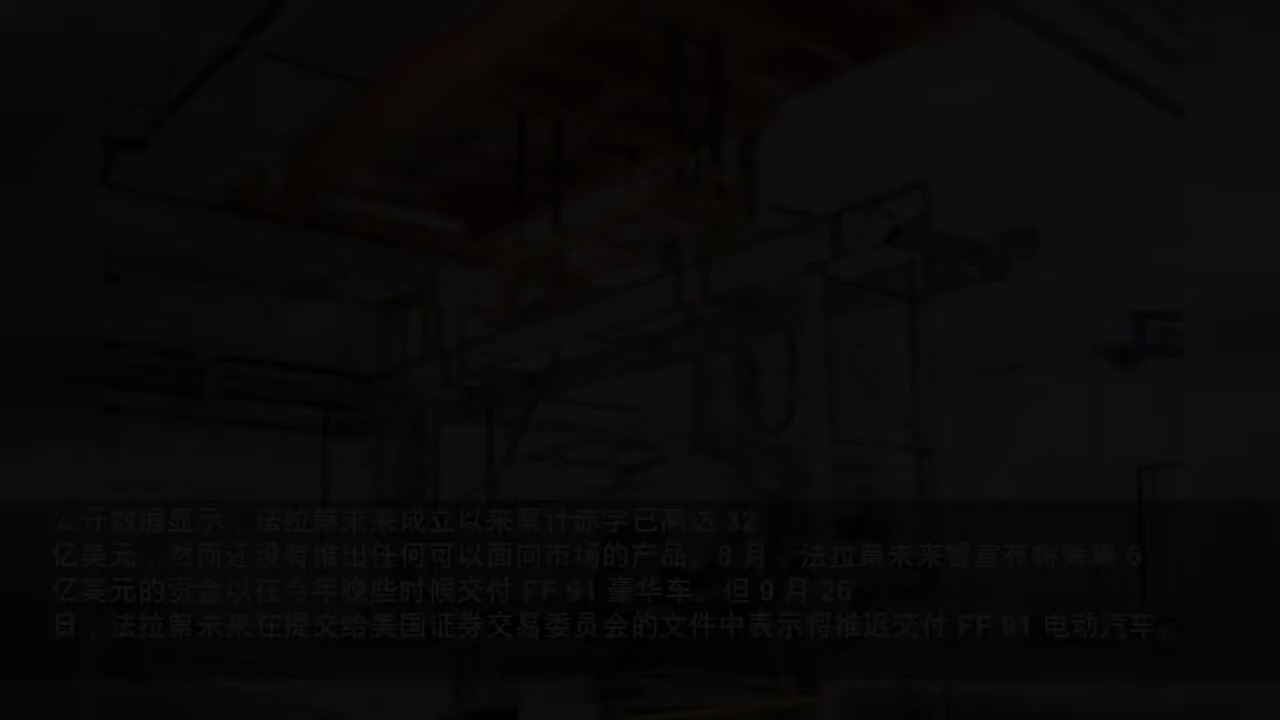 公开数据显示，法拉第未来成立以来累计赤字已高达 32
亿美元，然而还没有推出任何可以面向市场的产品。8 月，法拉第未来曾宣布将筹集 6
亿美元的资金以在今年晚些时候交付 FF 91 豪华车。但 9 月 26
日，法拉第未来在提交给美国证券交易委员会的文件中表示将推迟交付 FF 91 电动汽车。